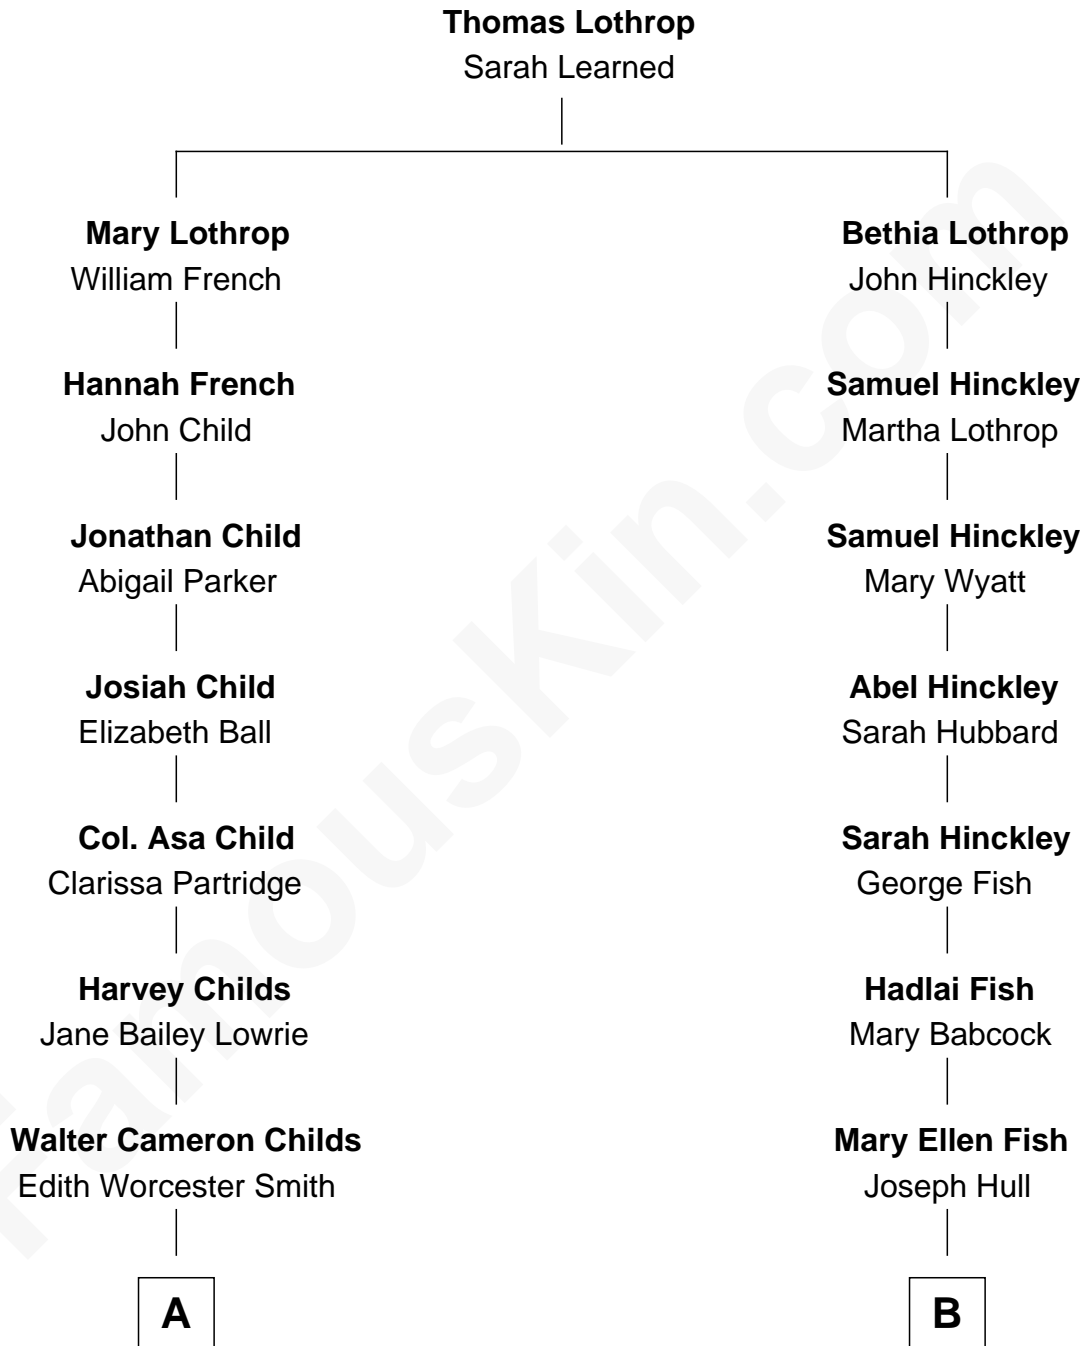 Thomas Lothrop
Sarah Learned
Mary Lothrop
William French
Bethia Lothrop
John Hinckley
Hannah French
John Child
Samuel Hinckley
Martha Lothrop
Jonathan Child
Abigail Parker
Samuel Hinckley
Mary Wyatt
Josiah Child
Elizabeth Ball
Abel Hinckley
Sarah Hubbard
Col. Asa Child
Clarissa Partridge
Sarah Hinckley
George Fish
Harvey Childs
Jane Bailey Lowrie
Hadlai Fish
Mary Babcock
Walter Cameron Childs
Edith Worcester Smith
Mary Ellen Fish
Joseph Hull
A
B
FamousKin.com